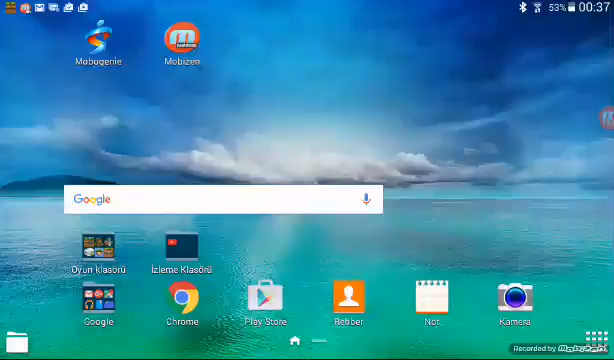 53% 00:37
Mobogenie
Mobizen
Google
Oyun klasörü
İzleme Klasörü
Google
Chrome
Play Store
Rehber
Not
Kamera
Recorded by Mobizen